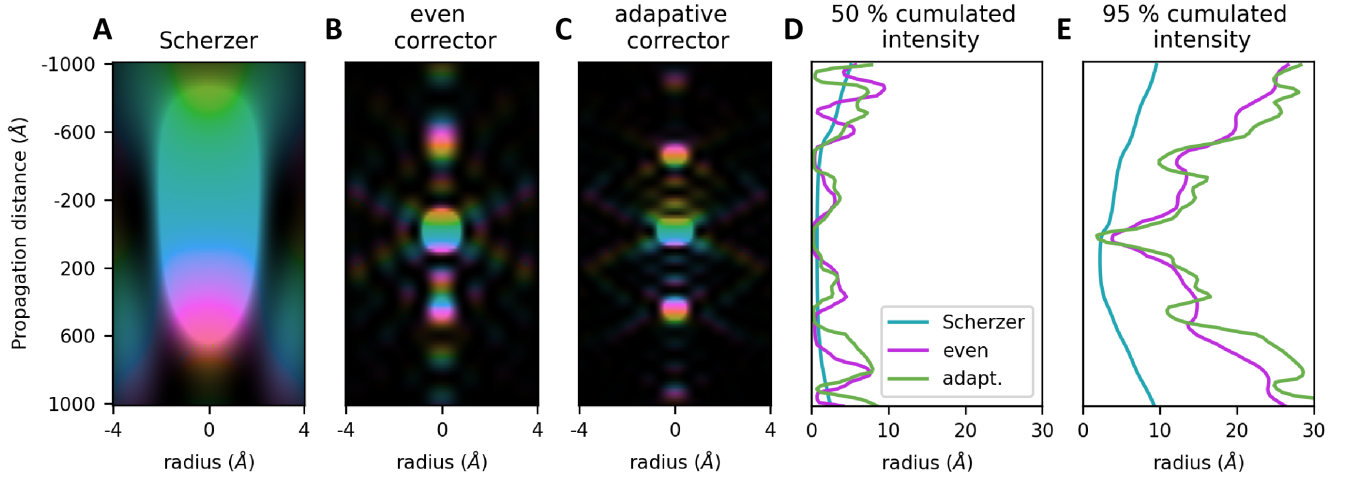 A
Scherzer
B
even
corrector
C
adapative
corrector
D
50 % cumulated
intensity
E
95 % cumulated
intensity
Propagation distance (Å)
-1000
-600
-200
200
600
1000
-4
0
4
radius (Å)
-4
0
4
radius (Å)
-4
0
4
radius (Å)
Scherzer
even
adapt.
0
10
20
30
radius (Å)
0
10
20
30
radius (Å)